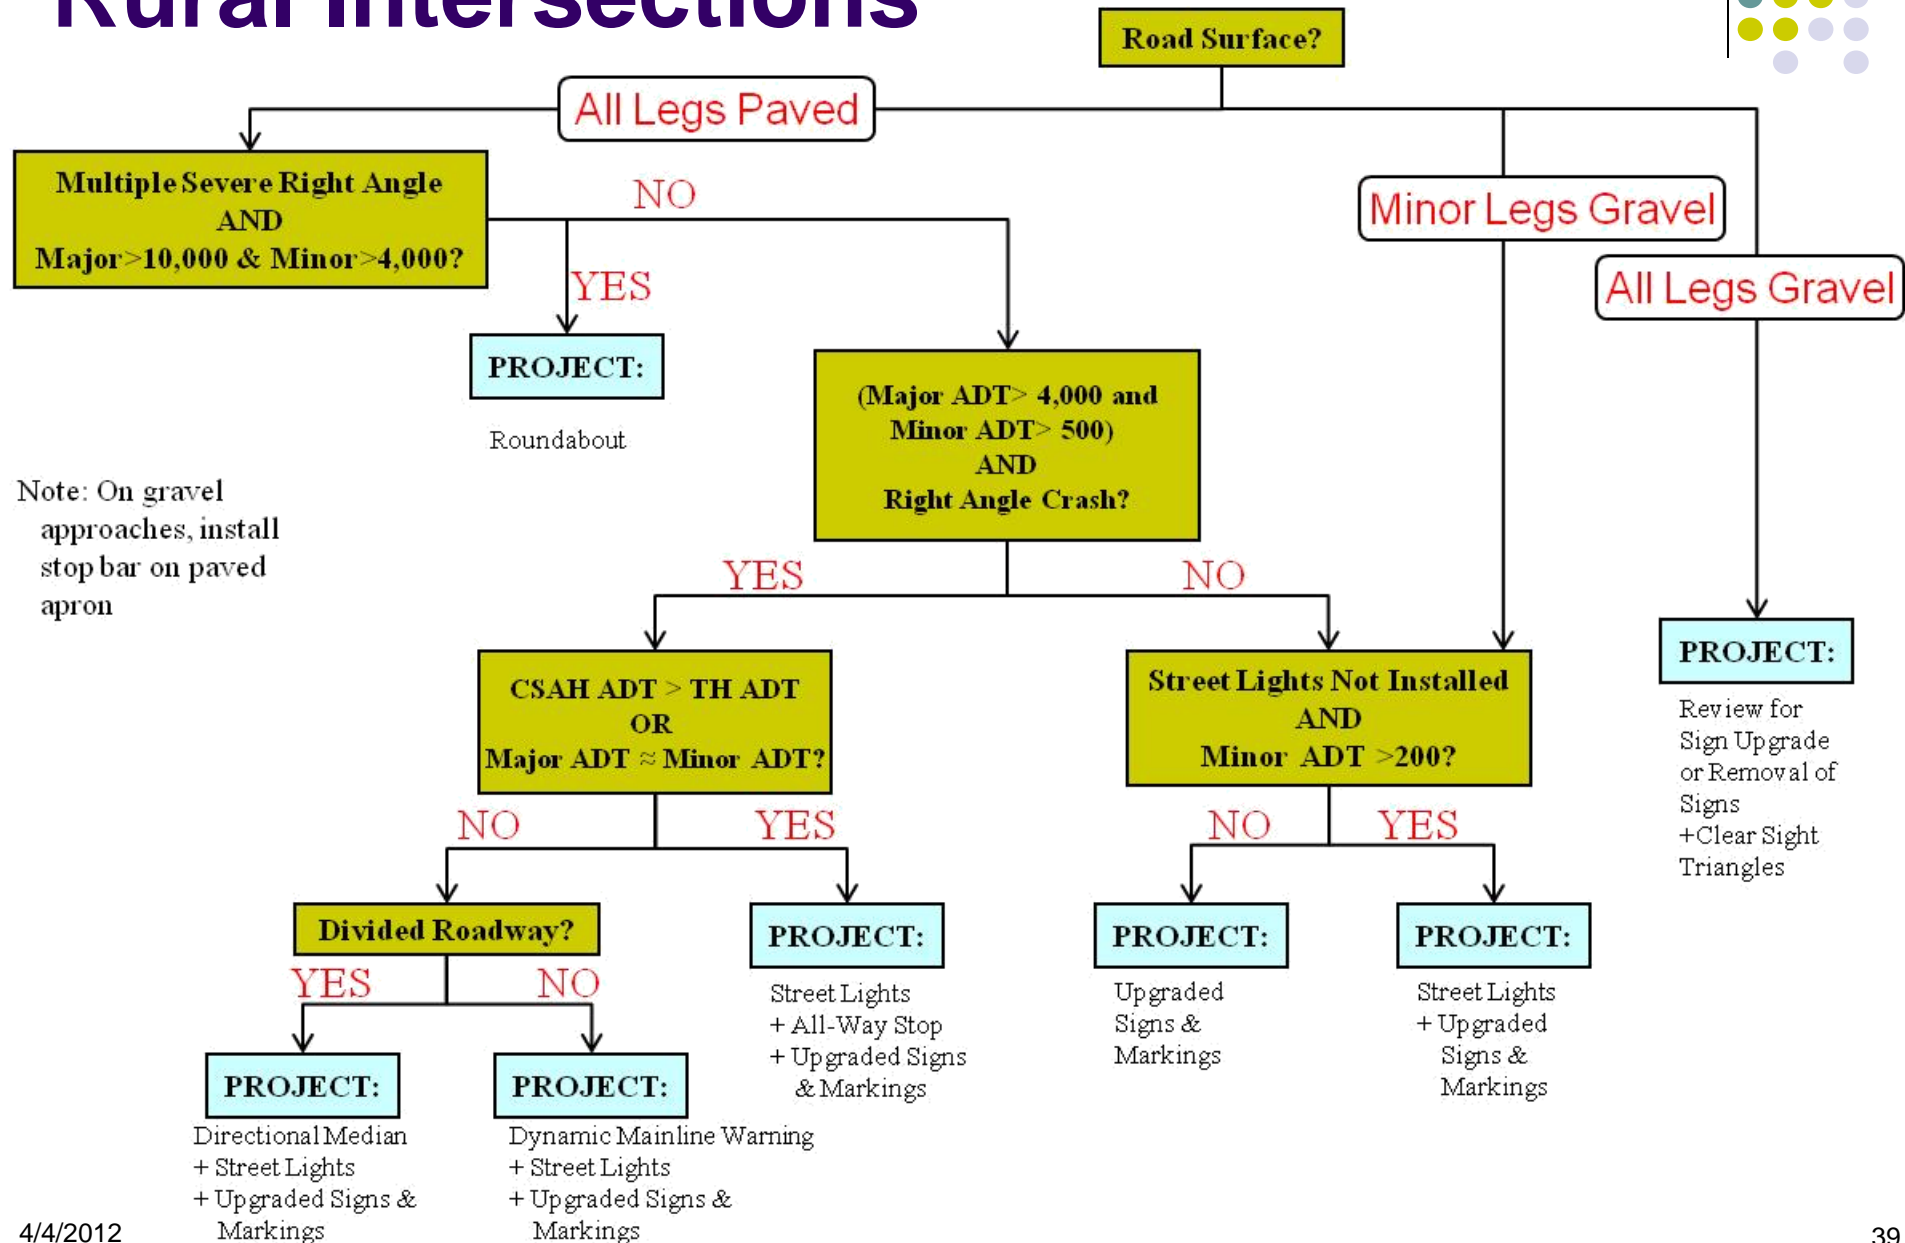 Rural Intersections
Road Surface?
All Legs Paved
Multiple Severe Right Angle
AND
Major>10,000 & Minor>4,000?
NO
YES
Minor Legs Gravel
All Legs Gravel
PROJECT:
Roundabout
(Major ADT> 4,000 and
Minor ADT> 500)
AND
Right Angle Crash?
Note: On gravel
approaches, install
stop bar on paved
apron
YES
NO
CSAH ADT > TH ADT
OR
Major ADT ≈ Minor ADT?
Street Lights Not Installed
AND
Minor ADT >200?
PROJECT:
Review for
Sign Upgrade
or Removal of
Signs
+Clear Sight
Triangles
NO
YES
NO
YES
Divided Roadway?
PROJECT:
Street Lights
+ All-Way Stop
+ Upgraded Signs
& Markings
PROJECT:
Upgraded
Signs &
Markings
PROJECT:
Street Lights
+ Upgraded
Signs &
Markings
YES
NO
PROJECT:
Directional Median
+ Street Lights
+ Upgraded Signs &
Markings
PROJECT:
Dynamic Mainline Warning
+ Street Lights
+ Upgraded Signs &
Markings
4/4/2012
39